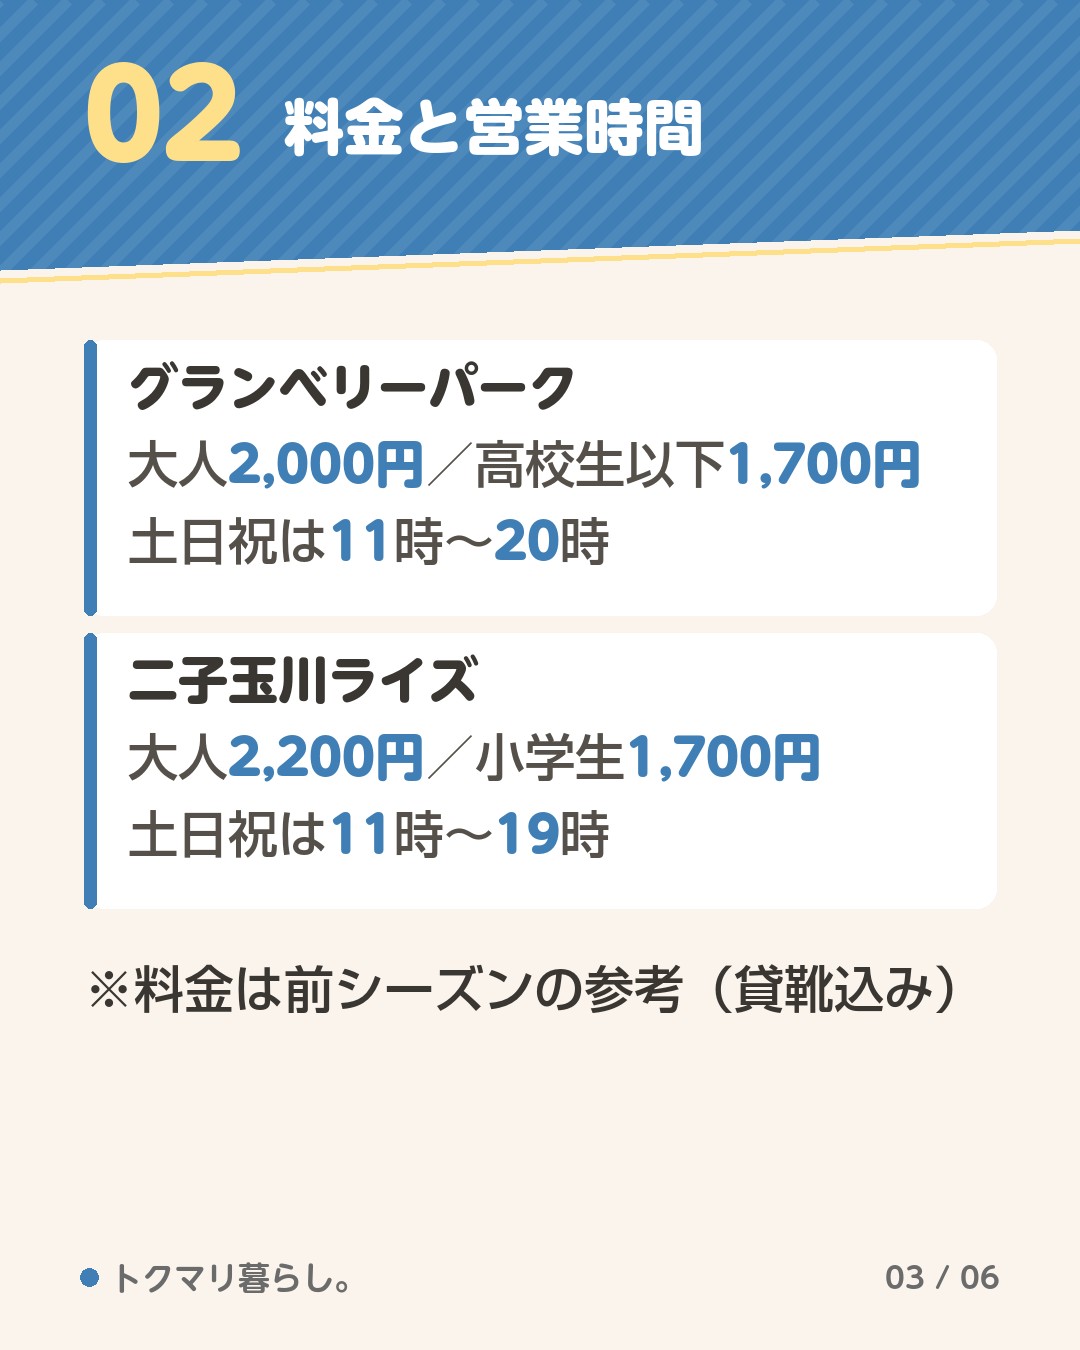 02 料金と営業時間
グランベリーパーク
大人2,000円／高校生以下1,700円
土日祝は11時〜20時
二子玉川ライズ
大人2,200円／小学生1,700円
土日祝は11時〜19時
※料金は前シーズンの参考（貸靴込み）
トクマリ暮らし。
03 / 06